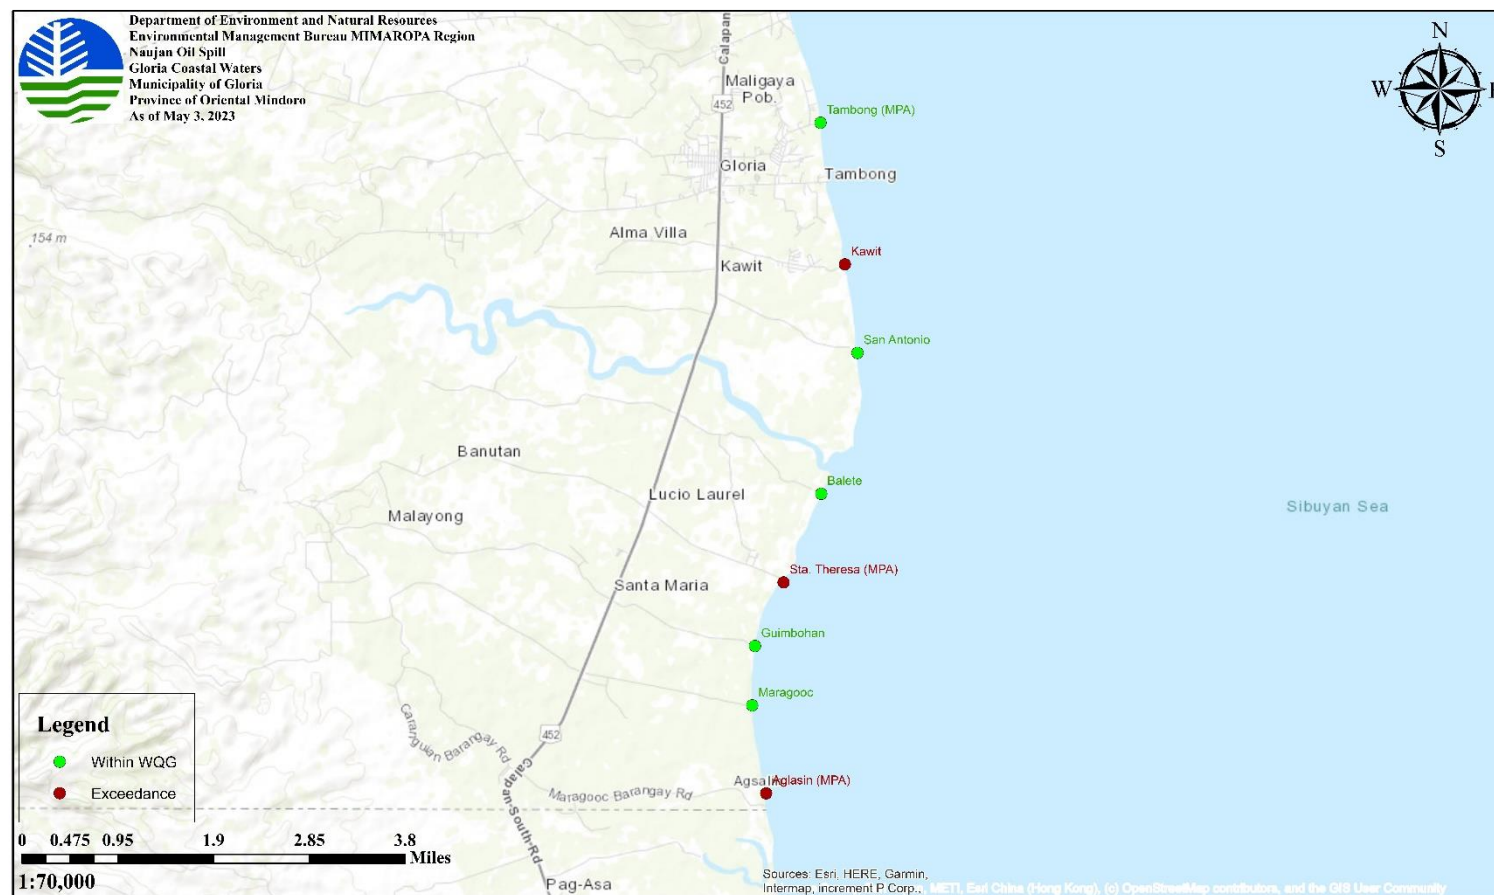 Department of Environment and Natural Resources
Environmental Management Bureau MIMAROPA Region
Naujan Oil Spill
Gloria Coastal Waters
Municipality of Gloria
Province of Oriental Mindoro
As of May 3, 2023
N
W
S
Calapan
Maligaya
Pob.
452
Tambong (MPA)
Gloria
Tambong
Alma Villa
154 m
Kawit
Kawit
San Antonio
Banutan
Balete
Lucio Laurel
Malayong
Sibuyan Sea
Sta. Theresa (MPA)
Santa Maria
Guimbohan
Maragooc
452
Barangay Rd
Calapan-South-Rd
Maragooc-Barangay Rd
Aglasin (MPA)
Pag-Asa
Legend
Within WQG
Exceedance
0 0.475 0.95 1.9 2.85 3.8
Miles
1:70,000
Sources: Esri, HERE, Garmin,
Intermap, increment P Corp., METI, Esri China (Hong Kong), (c) OpenStreetMap contributors, and the GIS User Community